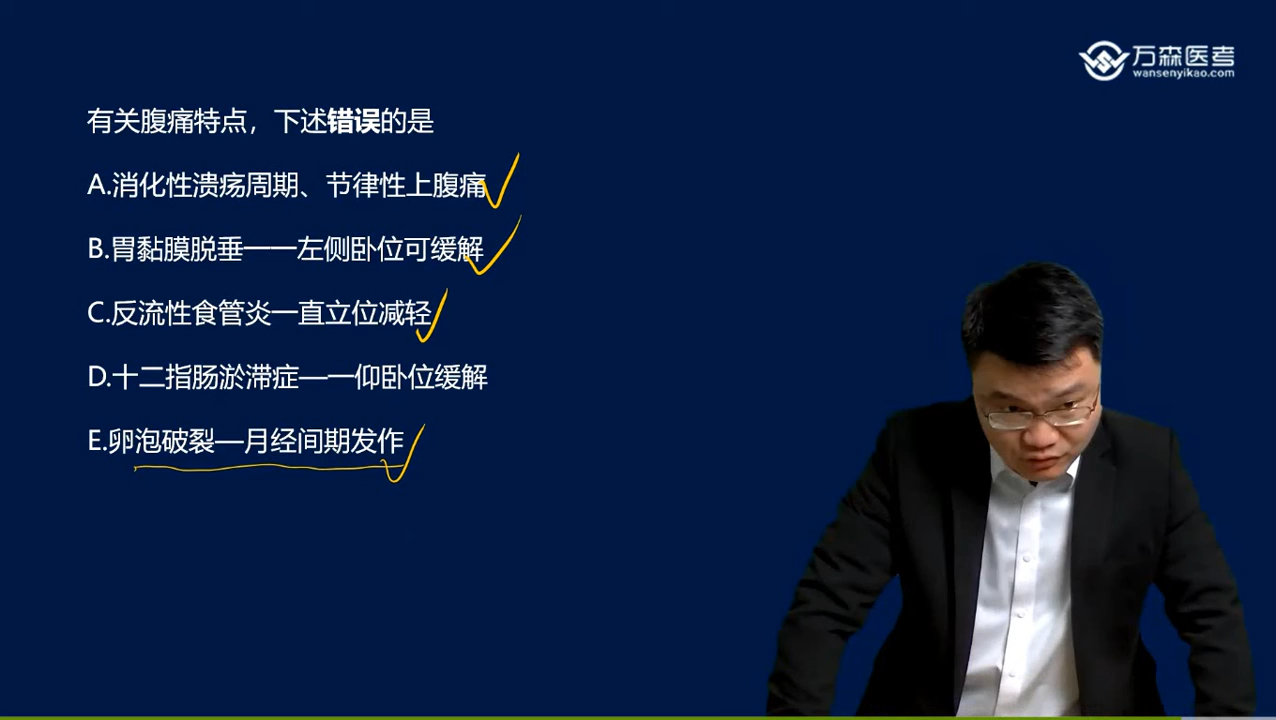 万森医考
wansenyikao.com
有关腹痛特点，下述错误的是
A.消化性溃疡周期、节律性上腹痛
B.胃黏膜脱垂——左侧卧位可缓解
C.反流性食管炎一直立位减轻
D.十二指肠淤滞症—一仰卧位缓解
E.卵泡破裂—月经间期发作